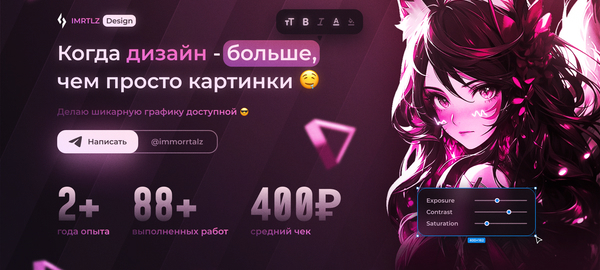 IMRTLZ Design
тТ B I A
Когда дизайн - больше,
чем просто картинки 🤤
Делаю шикарную графику доступной 😎
Написать @immorrtalz
2+ 88+ 400₽
года опыта выполненных работ средний чек
Exposure
Contrast
Saturation